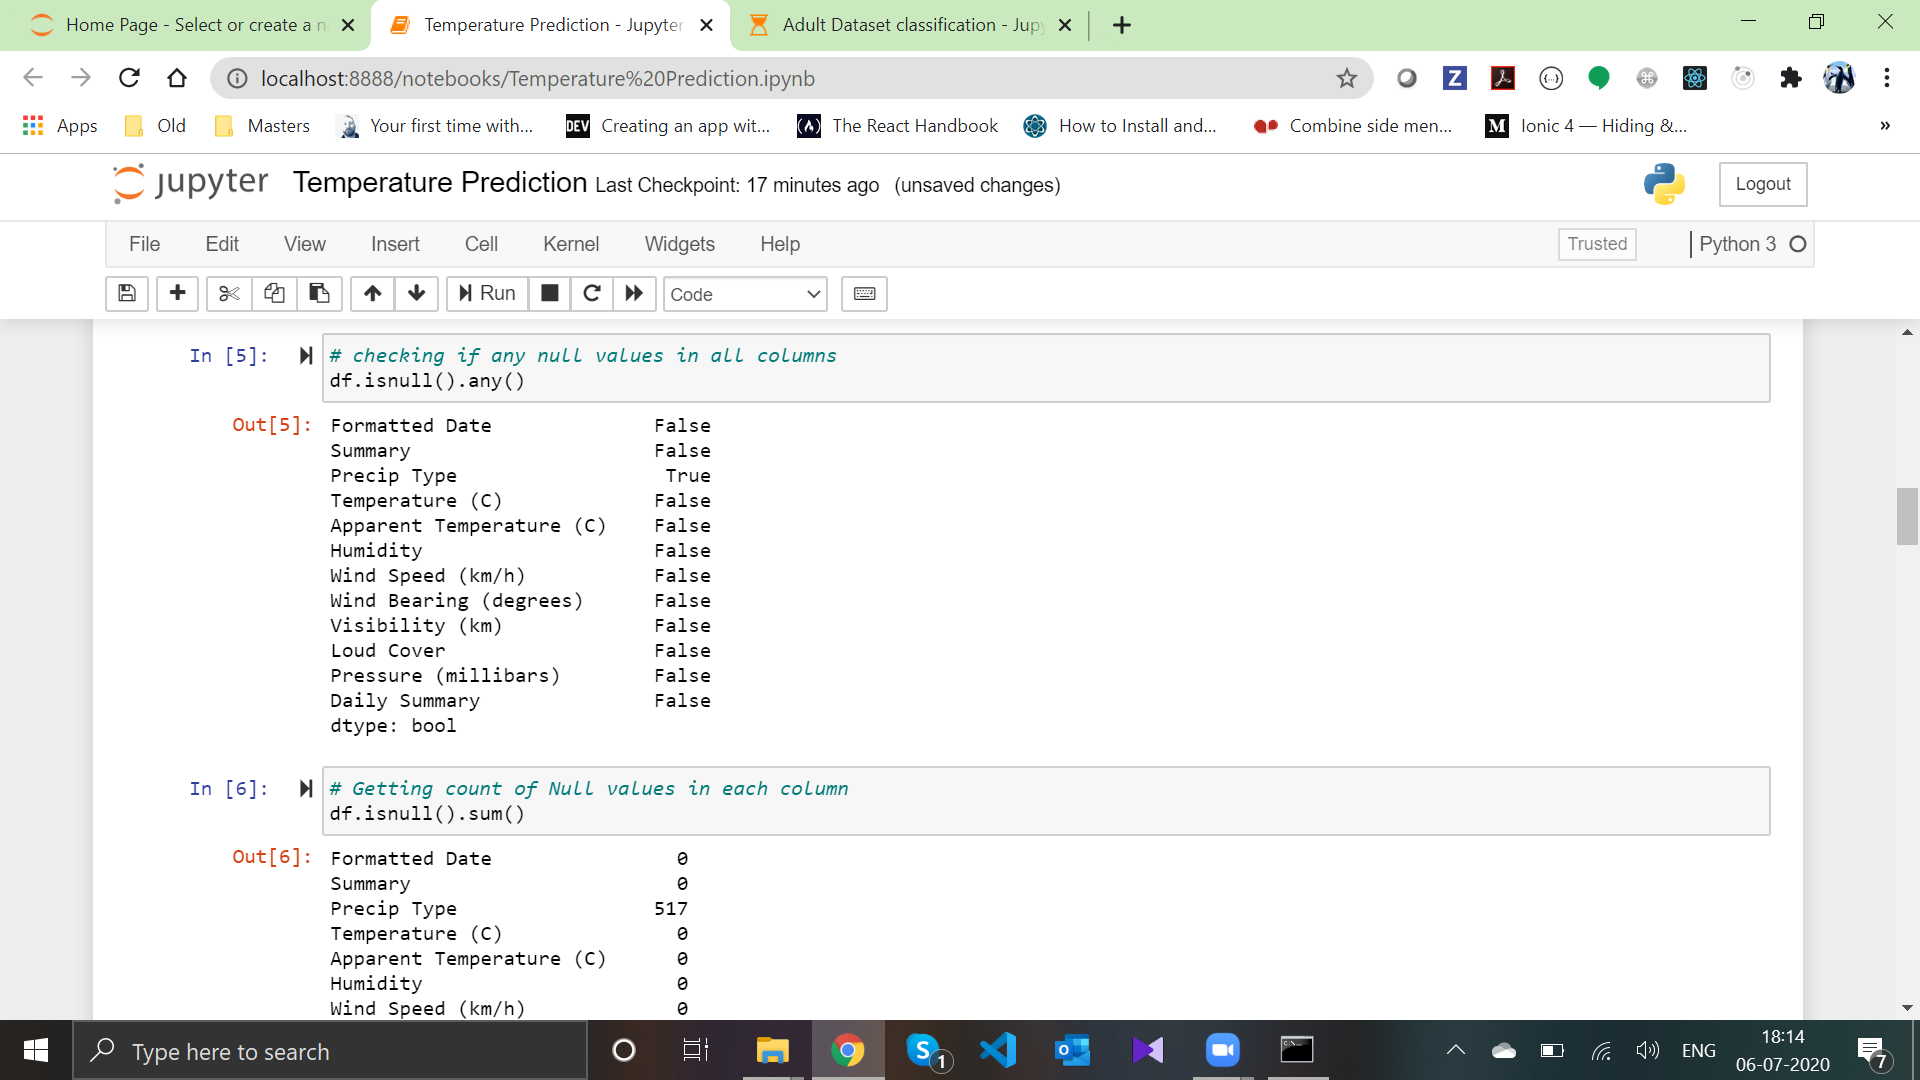 Home Page - Select or create a n
Temperature Prediction - Jupyter
Adult Dataset classification - Jupy
localhost:8888/notebooks/Temperature%20Prediction.ipynb
Apps
Old
Masters
Your first time with...
DEV
Creating an app wit...
The React Handbook
How to Install and...
Combine side men...
M
Ionic 4 — Hiding &...
»
jupyter
Temperature Prediction Last Checkpoint: 17 minutes ago (unsaved changes)
Logout
File Edit View Insert Cell Kernel Widgets Help
Trusted
Python 3
Run
Code
In [5]:
# checking if any null values in all columns
df.isnull().any()
Out[5]:
Formatted Date False
Summary False
Precip Type True
Temperature (C) False
Apparent Temperature (C) False
Humidity False
Wind Speed (km/h) False
Wind Bearing (degrees) False
Visibility (km) False
Loud Cover False
Pressure (millibars) False
Daily Summary False
dtype: bool
In [6]:
# Getting count of Null values in each column
df.isnull().sum()
Out[6]:
Formatted Date 0
Summary 0
Precip Type 517
Temperature (C) 0
Apparent Temperature (C) 0
Humidity 0
Wind Speed (km/h) 0
Type here to search
1
ENG
18:14
06-07-2020
7